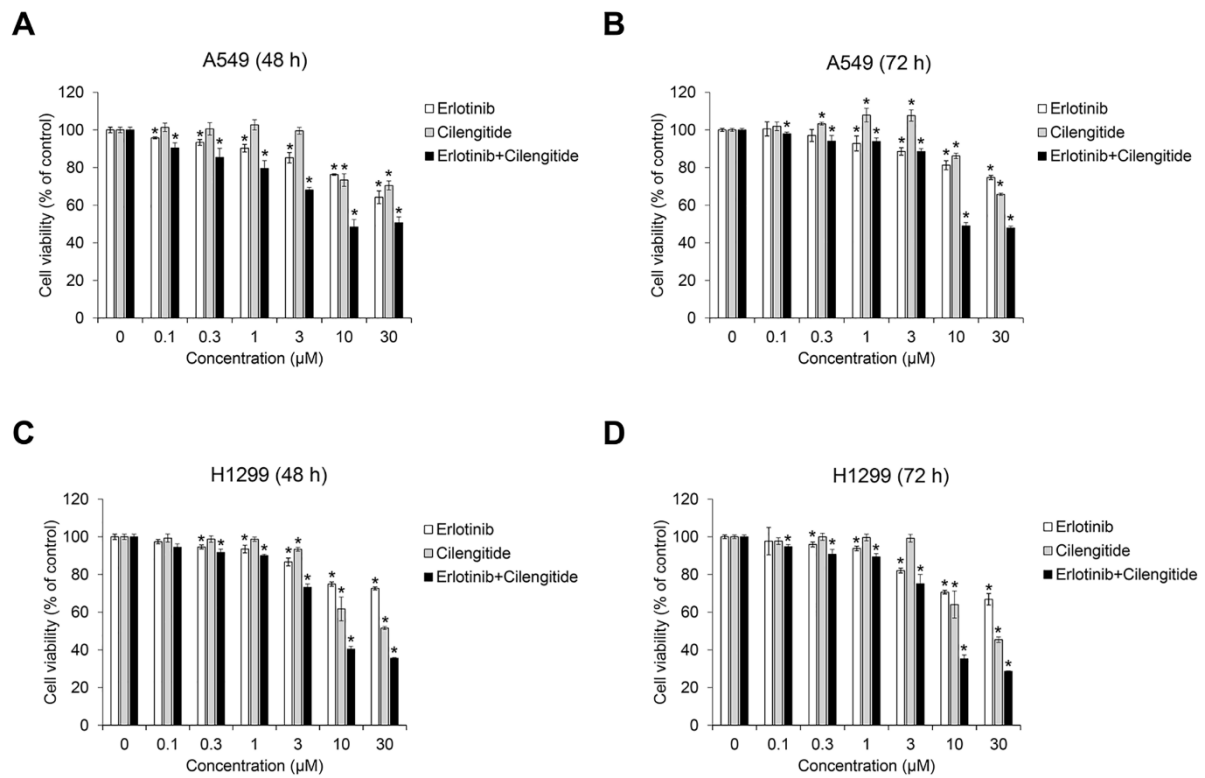 A
A549 (48 h)
Cell viability (% of control)
120
100
80
60
40
20
0
* * * * * * * * * * * * *
0 0.1 0.3 1 3 10 30
Concentration (µM)
Erlotinib
Cilengitide
Erlotinib+Cilengitide
B
A549 (72 h)
Cell viability (% of control)
120
100
80
60
40
20
0
* * * * * * * * * * * * * *
0 0.1 0.3 1 3 10 30
Concentration (µM)
Erlotinib
Cilengitide
Erlotinib+Cilengitide
C
H1299 (48 h)
Cell viability (% of control)
120
100
80
60
40
20
0
* * * * * * * * * * * * *
0 0.1 0.3 1 3 10 30
Concentration (µM)
Erlotinib
Cilengitide
Erlotinib+Cilengitide
D
H1299 (72 h)
Cell viability (% of control)
120
100
80
60
40
20
0
* * * * * * * * * * * * *
0 0.1 0.3 1 3 10 30
Concentration (µM)
Erlotinib
Cilengitide
Erlotinib+Cilengitide